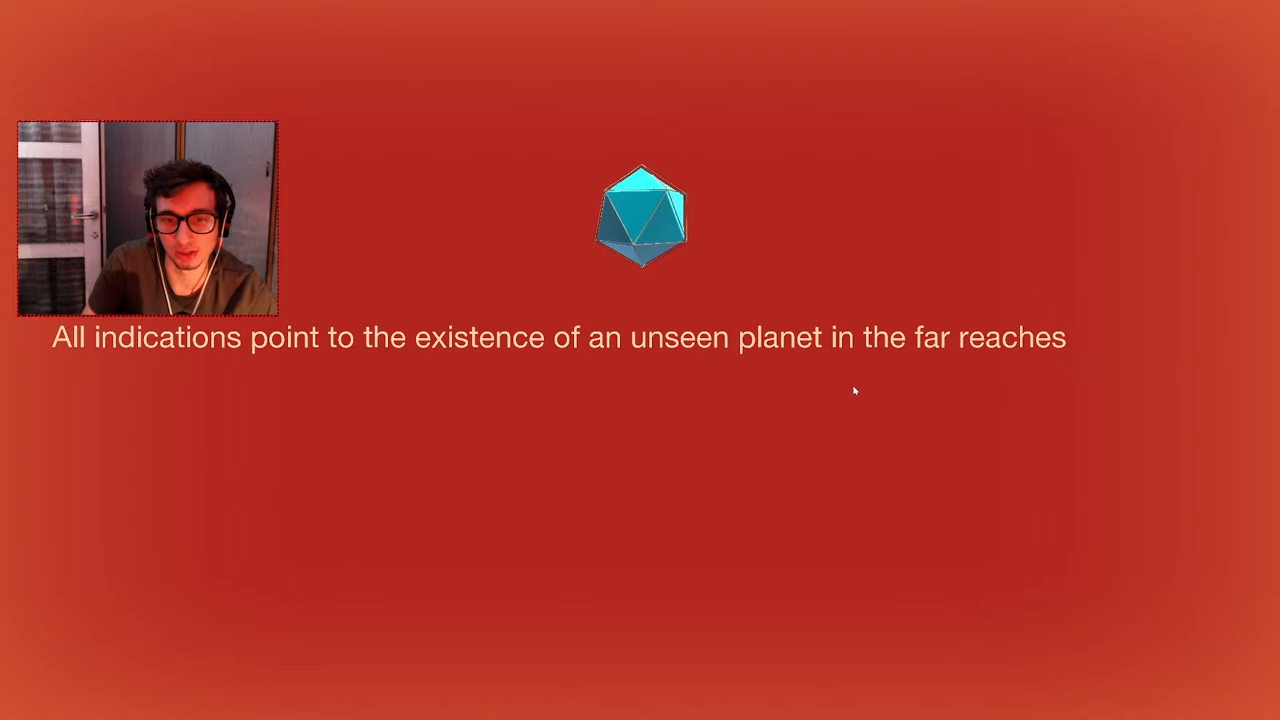 All indications point to the existence of an unseen planet in the far reaches